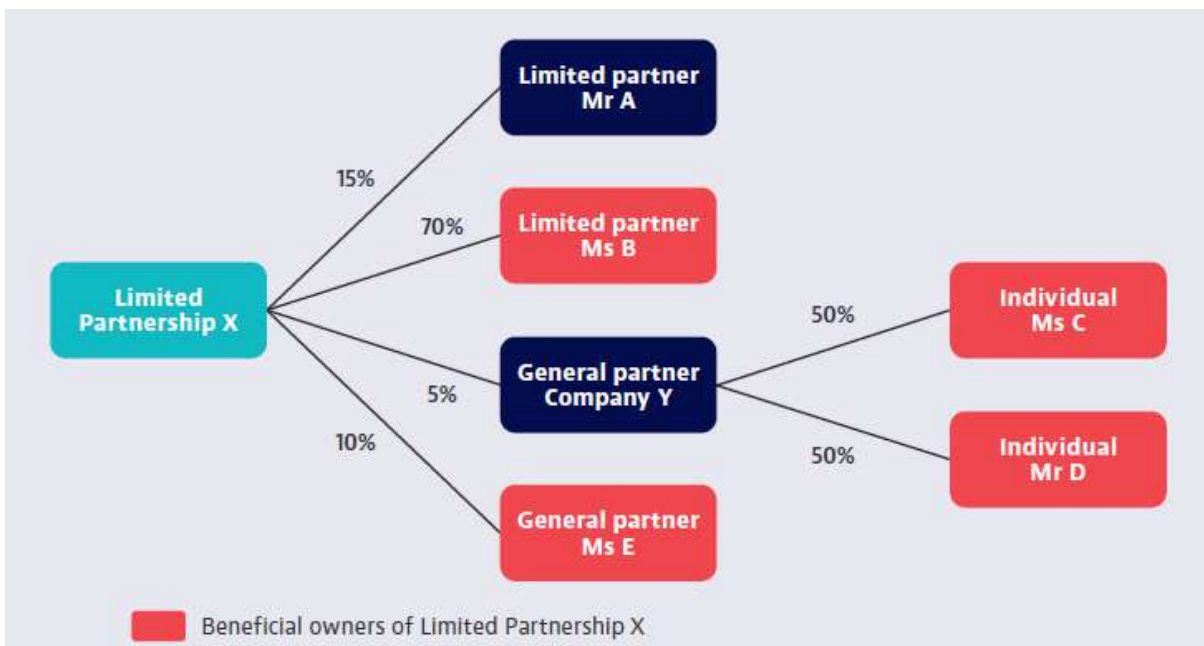 Limited partner
Mr A
15%
Limited partner
Ms B
70%
Limited
Partnership X
Individual
Ms C
50%
General partner
Company Y
5%
10%
Individual
Mr D
50%
General partner
Ms E
Beneficial owners of Limited Partnership X